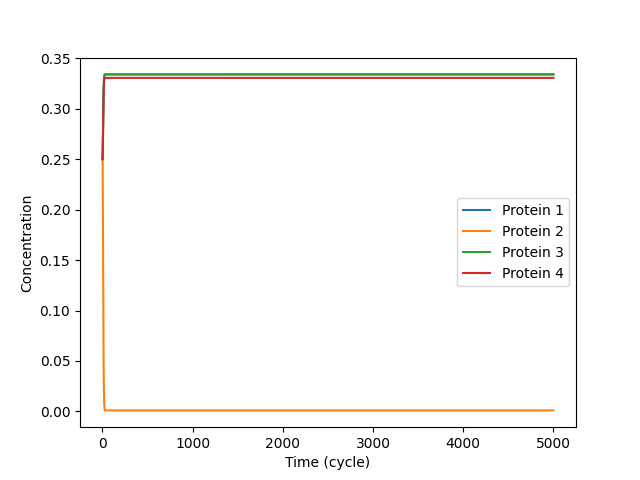 0.35
0.30
0.25
0.20
0.15
0.10
0.05
0.00
Concentration
Protein 1
Protein 2
Protein 3
Protein 4
0 1000 2000 3000 4000 5000
Time (cycle)